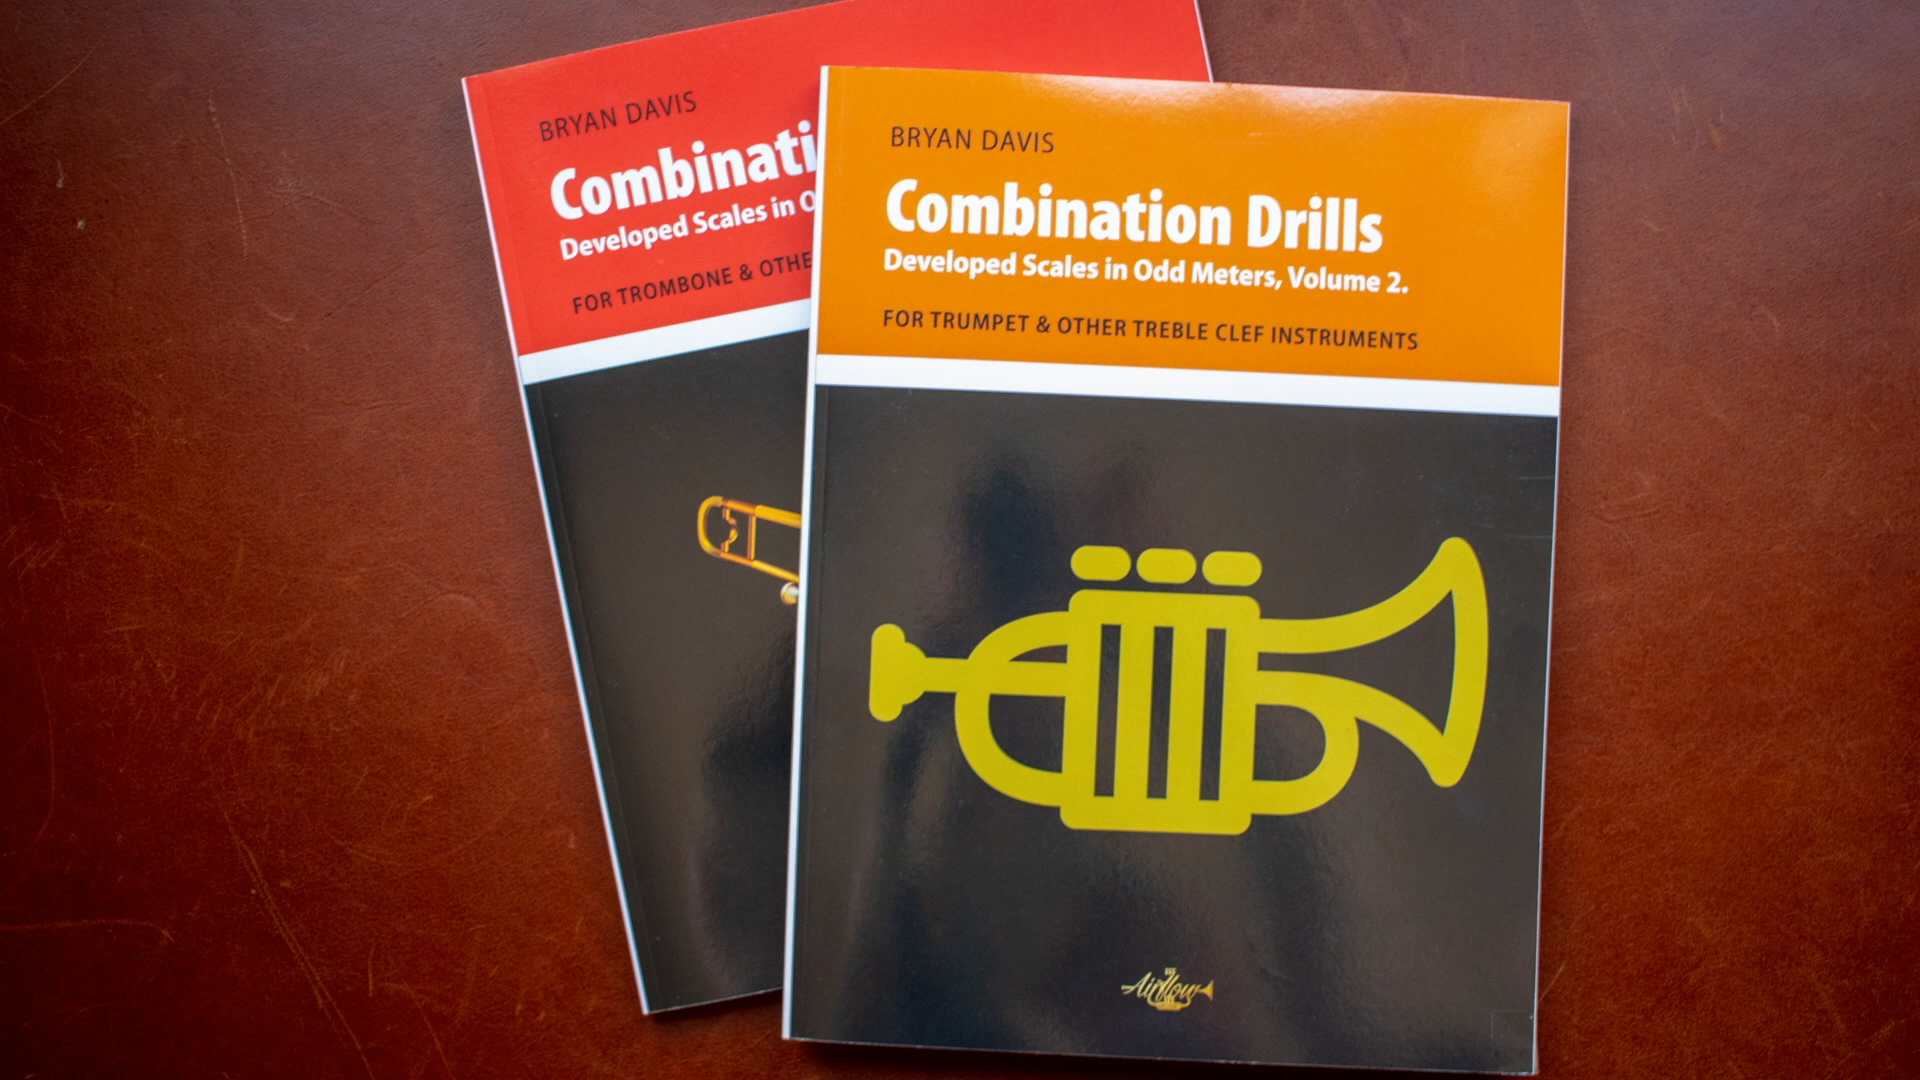 BRYAN DAVIS
Combinati
Developed Scales in O
FOR TROMBONE & OTHE
BRYAN DAVIS
Combination Drills
Developed Scales in Odd Meters, Volume 2.
FOR TRUMPET & OTHER TREBLE CLEF INSTRUMENTS
Airflow